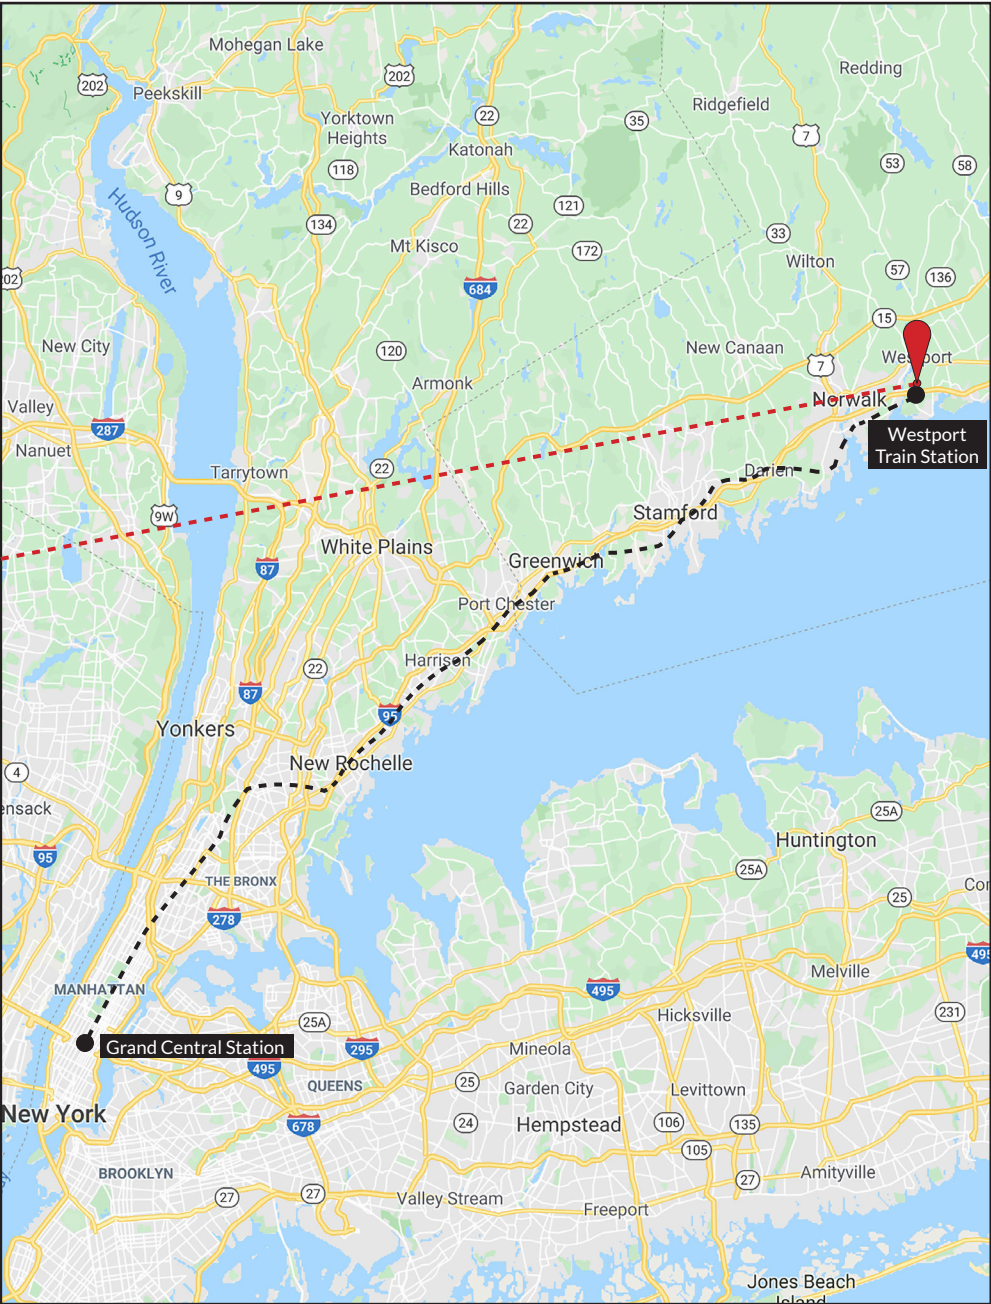 Mohegan Lake
Redding
202
202
Peekskill
Ridgefield
22
Yorktown
Heights
35
7
Katonah
53
58
118
9
Bedford Hills
121
Hudson River
134
22
33
Mt Kisco
172
Wilton
202
57
136
684
15
New City
120
New Canaan
Westport
7
Armonk
Valley
Norwalk
287
Westport
Train Station
Nanuet
Tarrytown
22
Darien
9W
Stamford
White Plains
Greenwich
87
Port Chester
Harrison
22
87
95
Yonkers
New Rochelle
4
ensack
25A
Huntington
95
25A
THE BRONX
Cor
25
278
495
Melville
MANHATTAN
495
231
Hicksville
25A
Grand Central Station
295
Mineola
495
QUEENS
25
Garden City
Levittown
New York
678
24
Hempstead
106
135
105
BROOKLYN
Amityville
27
27
27
Valley Stream
Freeport
Jones Beach
Island